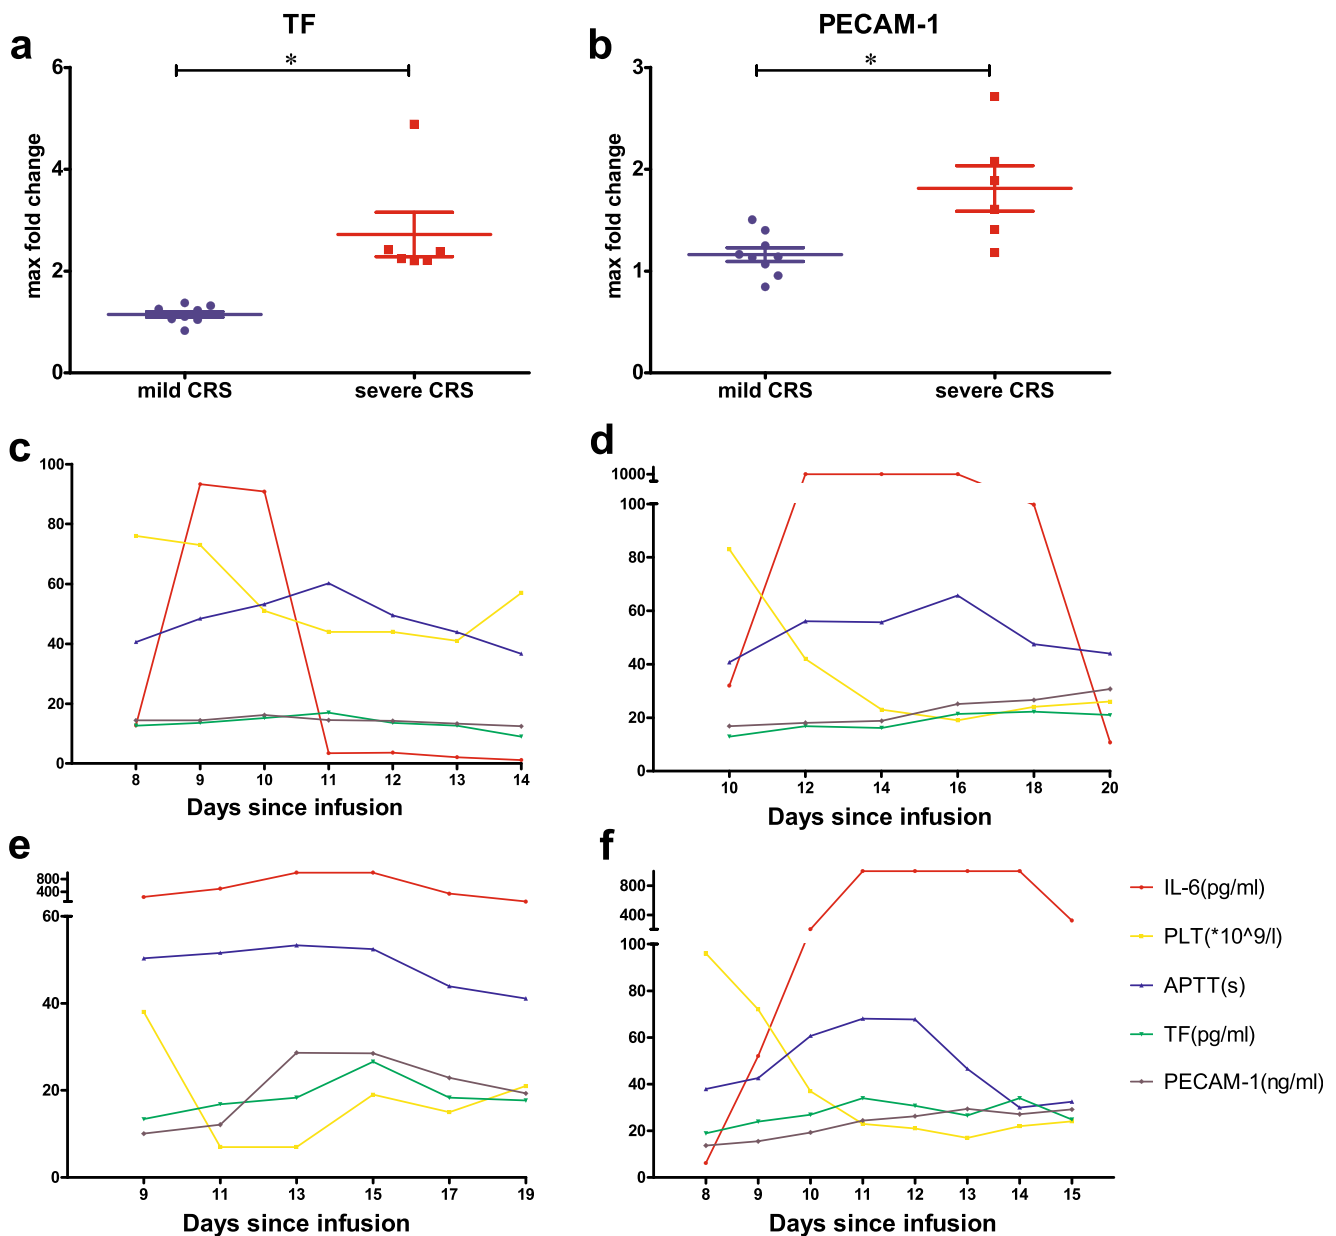 TF
PECAM-1
a
b
*
*
max fold change
6
4
2
0
mild CRS
severe CRS
max fold change
3
2
1
0
mild CRS
severe CRS
c
100
80
60
40
20
0
8 9 10 11 12 13 14
Days since infusion
d
1000
100
80
60
40
20
0
10 12 14 16 18 20
Days since infusion
e
800
400
60
40
20
0
9 11 13 15 17 19
Days since infusion
f
800
400
100
80
60
40
20
0
8 9 10 11 12 13 14 15
Days since infusion
IL-6(pg/ml)
PLT(*10^9/l)
APTT(s)
TF(pg/ml)
PECAM-1(ng/ml)